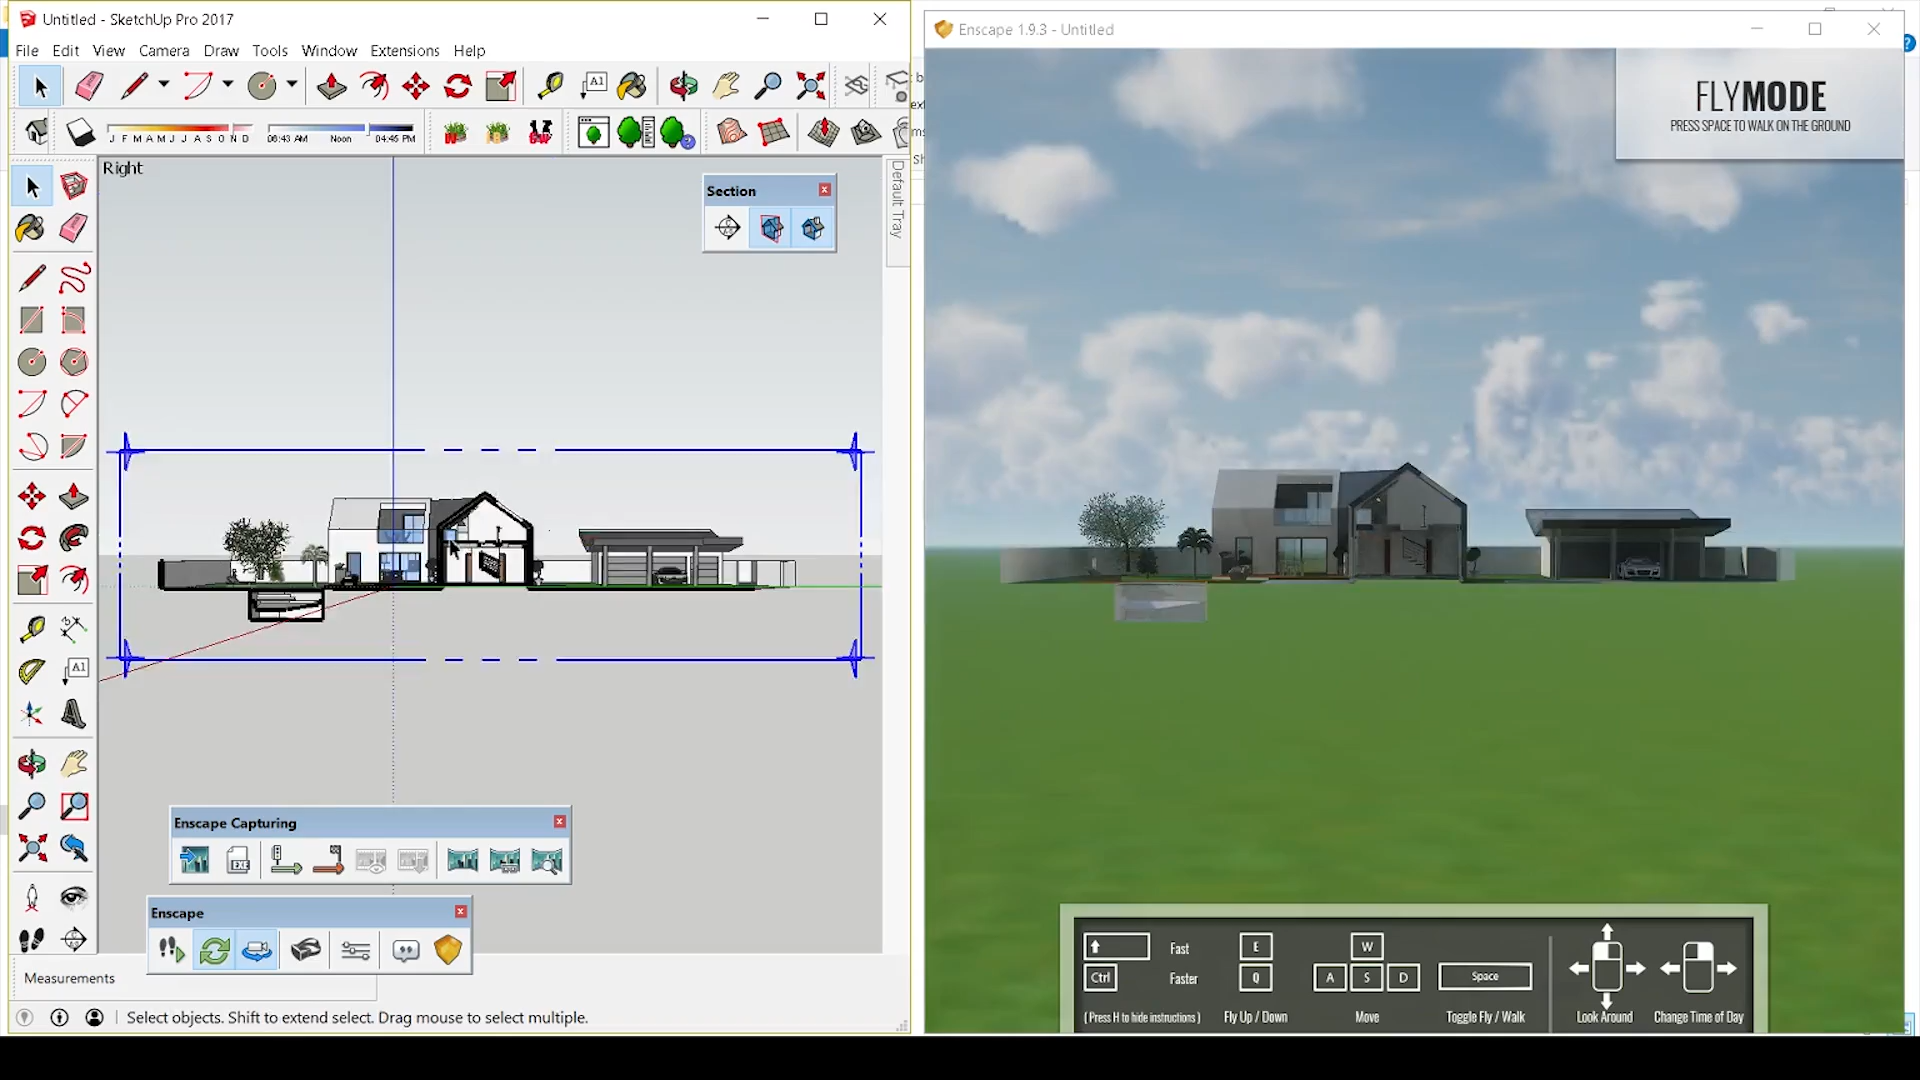 Untitled - SketchUp Pro 2017
File Edit View Camera Draw Tools Window Extensions Help
A1
J F M A M J J A S O N D
06:43 AM Noon 04:45 PM
Right
Section
Default Tray
A1
Enscape Capturing
EXE
Enscape
Measurements
Select objects. Shift to extend select. Drag mouse to select multiple.
Enscape 1.9.3 - Untitled
FLYMODE
PRESS SPACE TO WALK ON THE GROUND
Fast
E
W
Ctrl
Faster
Q
A
S
D
Space
( Press H to hide instructions )
Fly Up / Down
Move
Toggle Fly / Walk
Look Around
Change Time of Day